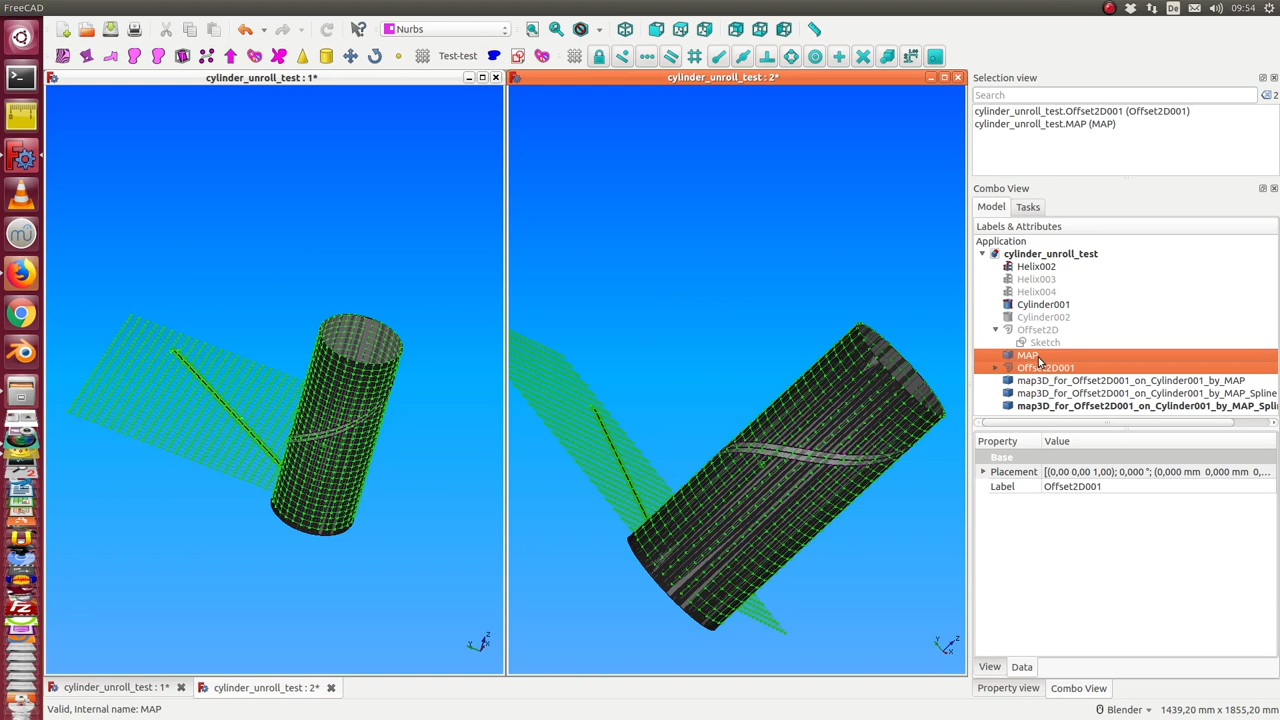 FreeCAD
De
09:54
Nurbs
Test-test
cylinder_unroll_test : 1*
cylinder_unroll_test : 2*
Selection view
Search
2
cylinder_unroll_test.Offset2D001 (Offset2D001)
cylinder_unroll_test.MAP (MAP)
Combo View
Model
Tasks
Labels & Attributes
Application
cylinder_unroll_test
Helix002
Helix003
Helix004
Cylinder001
Cylinder002
Offset2D
Sketch
MAP
Offset2D001
map3D_for_Offset2D001_on_Cylinder001_by_MAP
map3D_for_Offset2D001_on_Cylinder001_by_MAP_Spline
map3D_for_Offset2D001_on_Cylinder001_by_MAP_Spli
Property
Value
Base
Placement
[(0,00 0,00 1,00); 0,000 °; (0,000 mm 0,000 mm 0,...
Label
Offset2D001
View
Data
cylinder_unroll_test : 1*
cylinder_unroll_test : 2*
Property view
Combo View
Valid, Internal name: MAP
Blender
1439,20 mm x 1855,20 mm